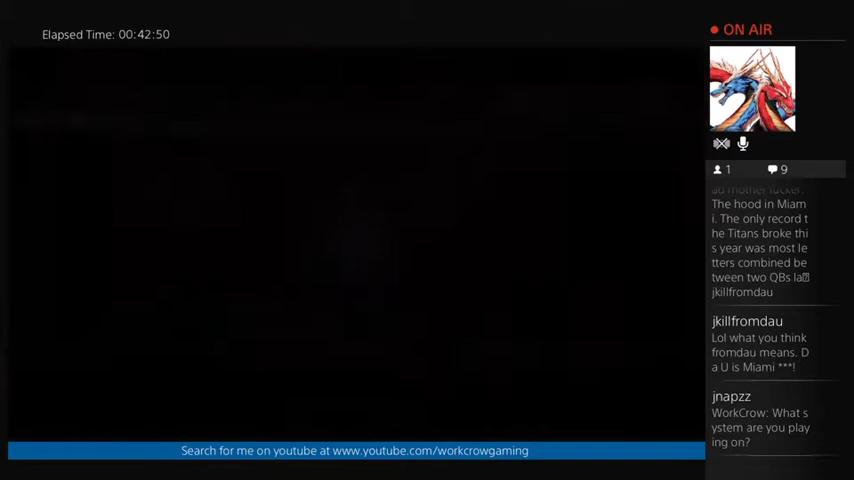 Elapsed Time: 00:42:50
ON AIR
1
9
ad mother fucker.
The hood in Miam
i. The only record t
he Titans broke thi
s year was most le
tters combined be
tween two QBs la
jkillfromdau
jkillfromdau
Lol what you think
fromdau means. D
a U is Miami ***!
jnapzz
WorkCrow: What s
ystem are you play
ing on?
Search for me on youtube at www.youtube.com/workcrowgaming